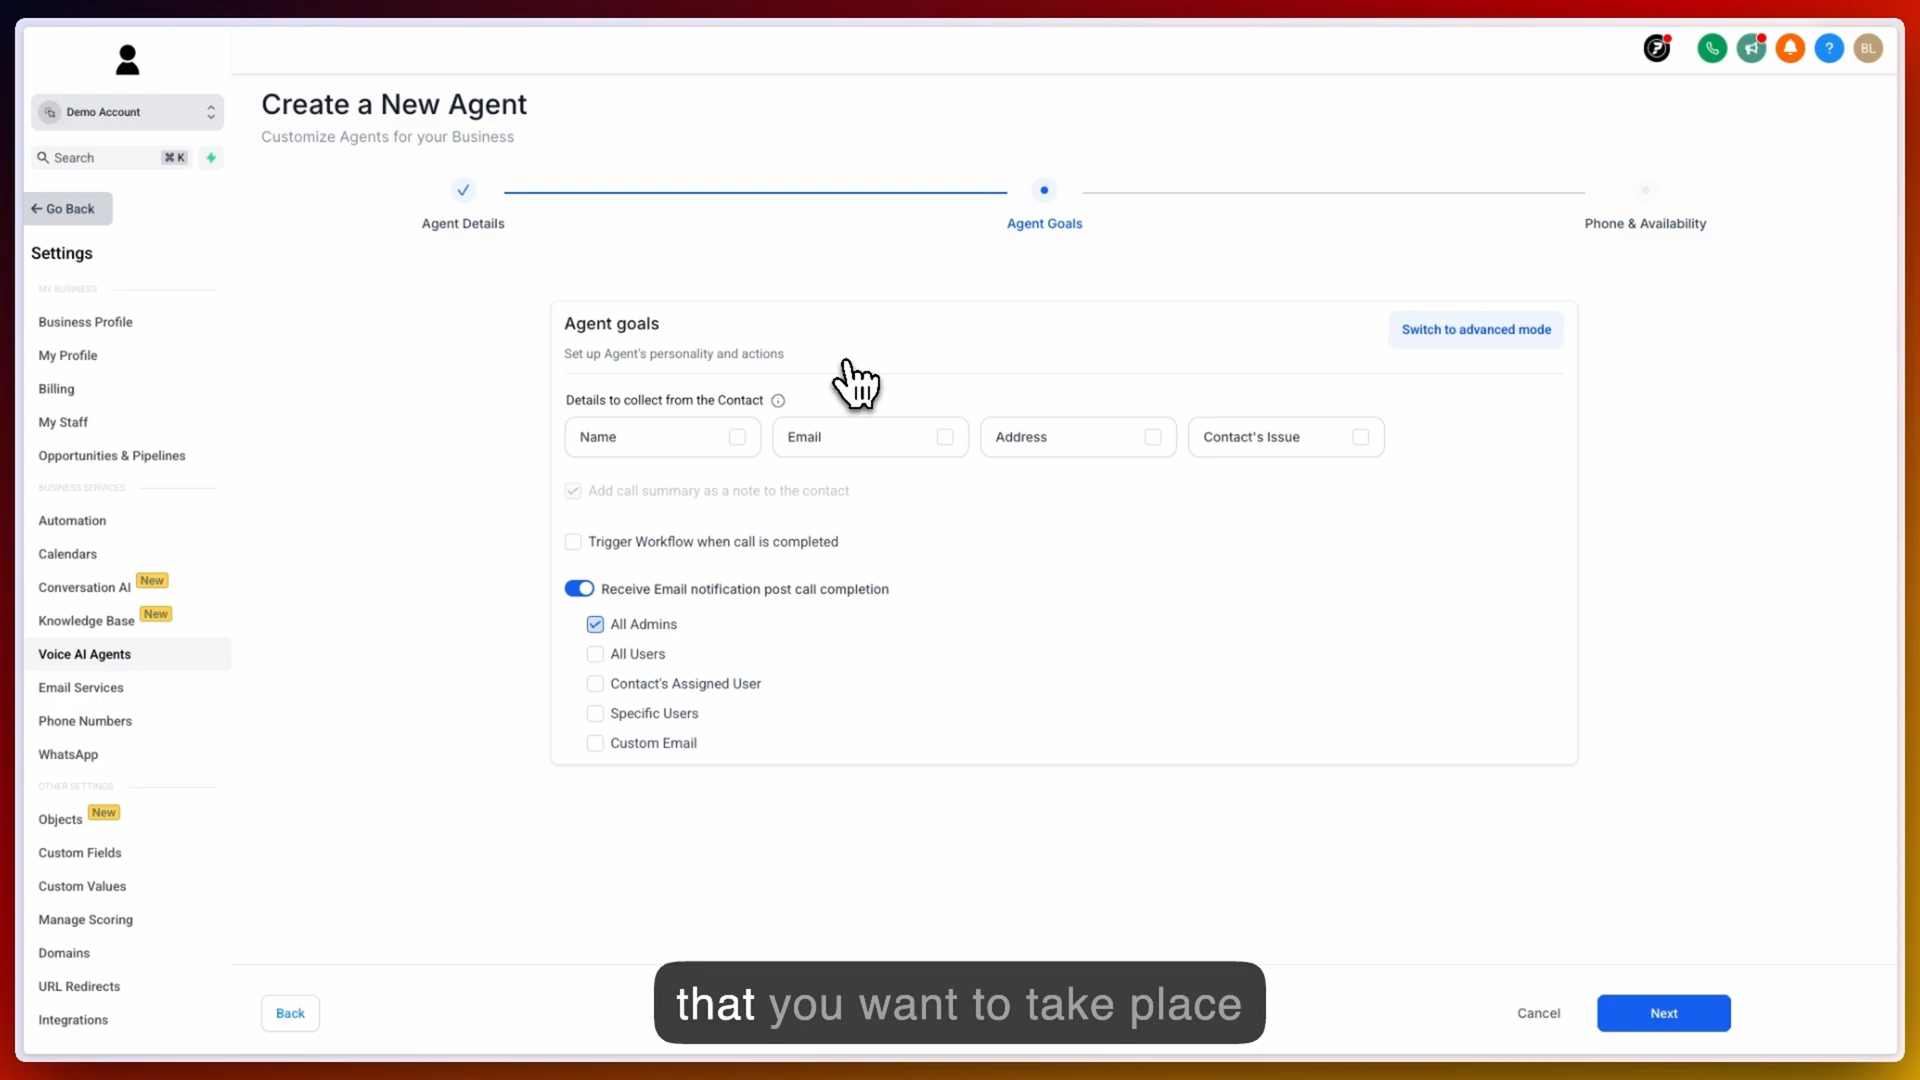 BL
Demo Account
Search
⌘ K
Go Back
Settings
MY BUSINESS
Business Profile
My Profile
Billing
My Staff
Opportunities & Pipelines
BUSINESS SERVICES
Automation
Calendars
Conversation AI New
Knowledge Base New
Voice AI Agents
Email Services
Phone Numbers
WhatsApp
OTHER SETTINGS
Objects New
Custom Fields
Custom Values
Manage Scoring
Domains
URL Redirects
Integrations
Create a New Agent
Customize Agents for your Business
Agent Details
Agent Goals
Phone & Availability
Agent goals
Set up Agent's personality and actions
Switch to advanced mode
Details to collect from the Contact
Name
Email
Address
Contact's Issue
Add call summary as a note to the contact
Trigger Workflow when call is completed
Receive Email notification post call completion
All Admins
All Users
Contact's Assigned User
Specific Users
Custom Email
Back
that you want to take place
Cancel
Next